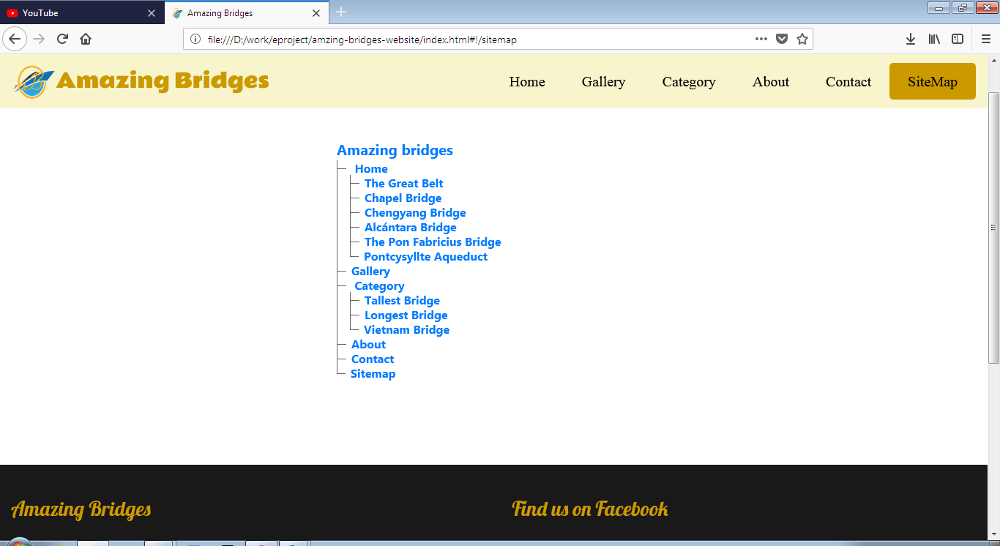 YouTube
Amazing Bridges
file:///D:/work/eproject/amzing-bridges-website/index.html#!/sitemap
Amazing Bridges
Home Gallery Category About Contact SiteMap
Amazing bridges
Home
The Great Belt
Chapel Bridge
Chengyang Bridge
Alcántara Bridge
The Pon Fabricius Bridge
Pontcysyllte Aqueduct
Gallery
Category
Tallest Bridge
Longest Bridge
Vietnam Bridge
About
Contact
Sitemap
Amazing Bridges
Find us on Facebook